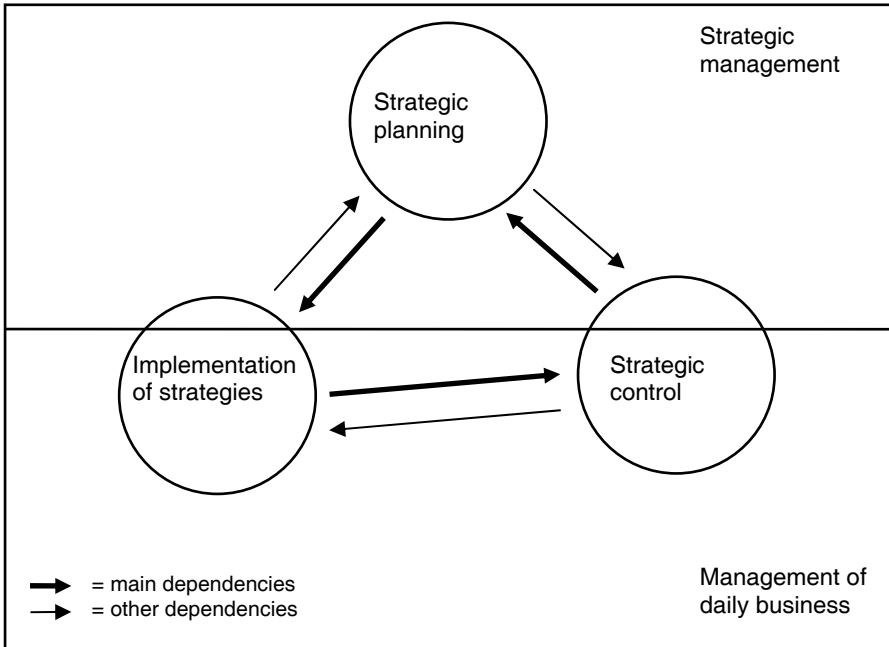 Strategic
management
Strategic
planning
Implementation
of strategies
Strategic
control
= main dependencies
= other dependencies
Management of
daily business